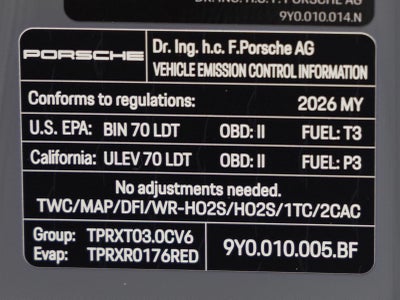 9Y0.010.014.N
PORSCHE
Dr. Ing. h.c. F.Porsche AG
VEHICLE EMISSION CONTROL INFORMATION
Conforms to regulations: 2026 MY
U.S. EPA: BIN 70 LDT OBD: II FUEL: T3
California: ULEV 70 LDT OBD: II FUEL: P3
No adjustments needed.
TWC/MAP/DFI/WR-HO2S/HO2S/1TC/2CAC
Group: TPRXT03.0CV6
Evap: TPRXR0176RED
9Y0.010.005.BF